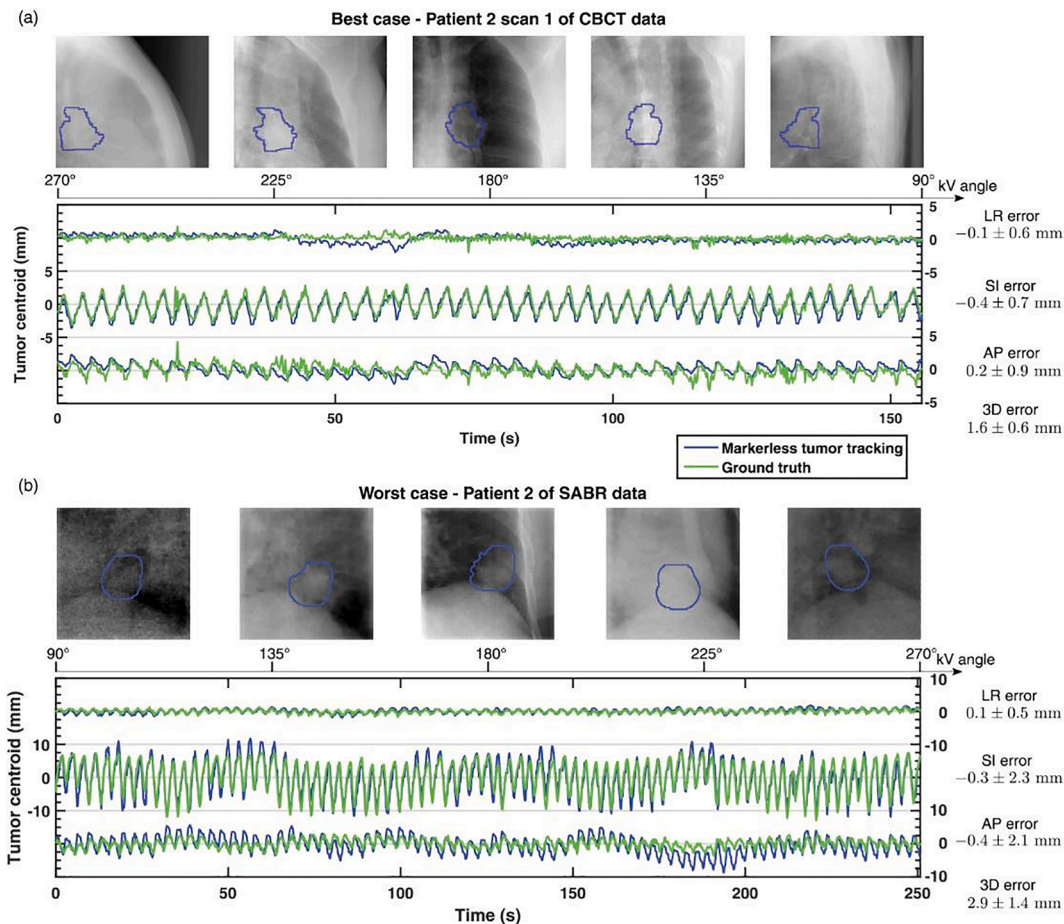 (a)
Best case - Patient 2 scan 1 of CBCT data
270° 225° 180° 135° 90° kV angle
5
0
-5
5
0
-5
5
0
-5
Tumor centroid (mm)
LR error
−0.1 ± 0.6 mm
SI error
−0.4 ± 0.7 mm
AP error
0.2 ± 0.9 mm
3D error
1.6 ± 0.6 mm
0 50 100 150
Time (s)
Markerless tumor tracking
Ground truth
(b)
Worst case - Patient 2 of SABR data
90° 135° 180° 225° 270° kV angle
10
0
-10
10
0
-10
10
0
-10
Tumor centroid (mm)
LR error
0.1 ± 0.5 mm
SI error
−0.3 ± 2.3 mm
AP error
−0.4 ± 2.1 mm
3D error
2.9 ± 1.4 mm
0 50 100 150 200 250
Time (s)